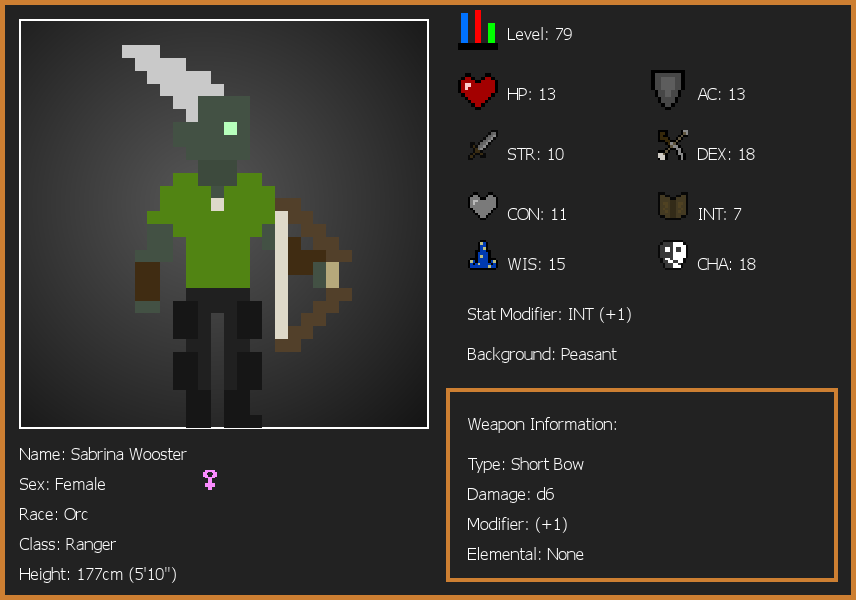 Level: 79
HP: 13
AC: 13
STR: 10
DEX: 18
CON: 11
INT: 7
WIS: 15
CHA: 18
Stat Modifier: INT (+1)
Background: Peasant
Weapon Information:
Type: Short Bow
Damage: d6
Modifier: (+1)
Elemental: None
Name: Sabrina Wooster
Sex: Female
Race: Orc
Class: Ranger
Height: 177cm (5'10")